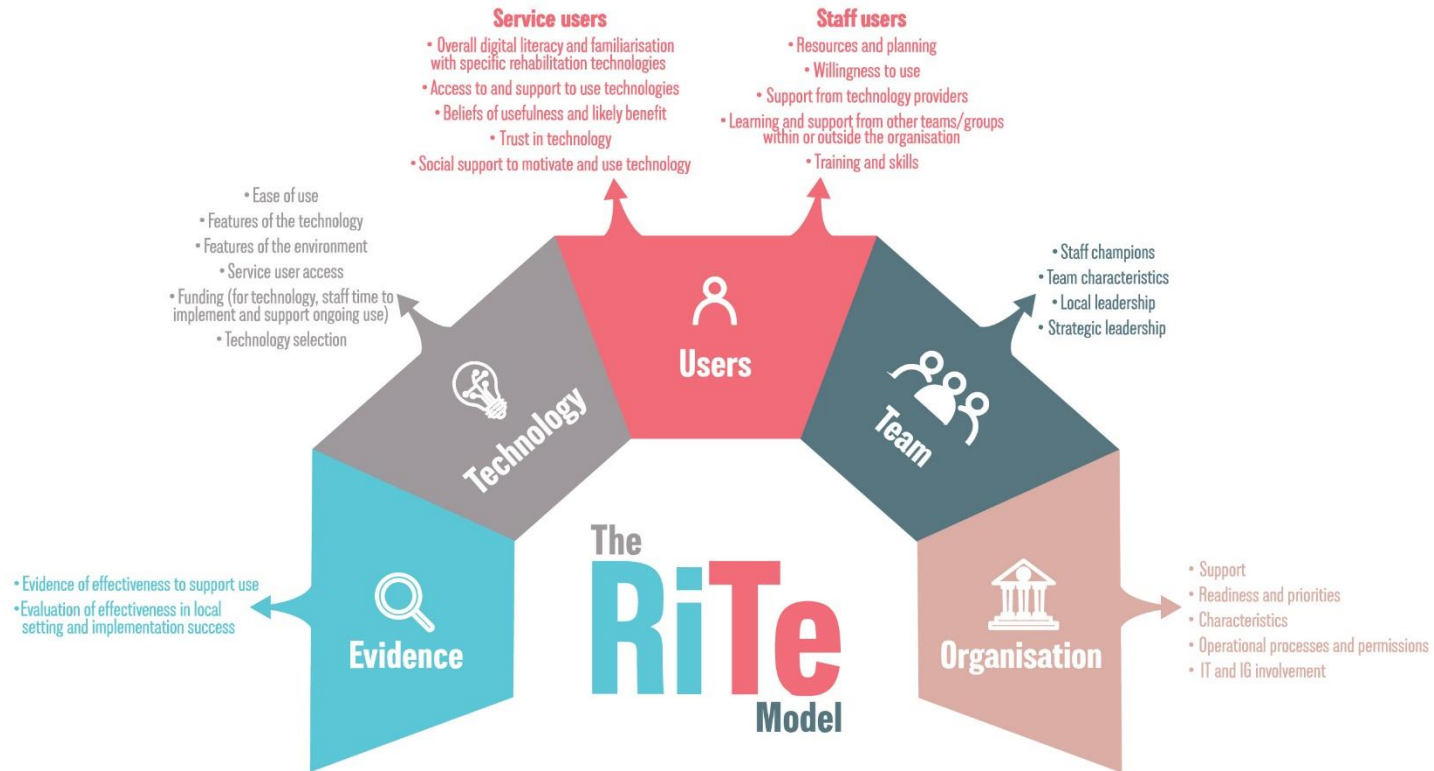 Service users
• Overall digital literacy and familiarisation
with specific rehabilitation technologies
• Access to and support to use technologies
• Beliefs of usefulness and likely benefit
• Trust in technology
• Social support to motivate and use technology
Staff users
• Resources and planning
• Willingness to use
• Support from technology providers
• Learning and support from other teams/groups
within or outside the organisation
• Training and skills
• Ease of use
• Features of the technology
• Features of the environment
• Service user access
• Funding (for technology, staff time to
implement and support ongoing use)
• Technology selection
• Staff champions
• Team characteristics
• Local leadership
• Strategic leadership
Users
Technology
Team
• Evidence of effectiveness to support use
• Evaluation of effectiveness in local
setting and implementation success
Evidence
The
RiTe
Model
Organisation
• Support
• Readiness and priorities
• Characteristics
• Operational processes and permissions
• IT and IG involvement